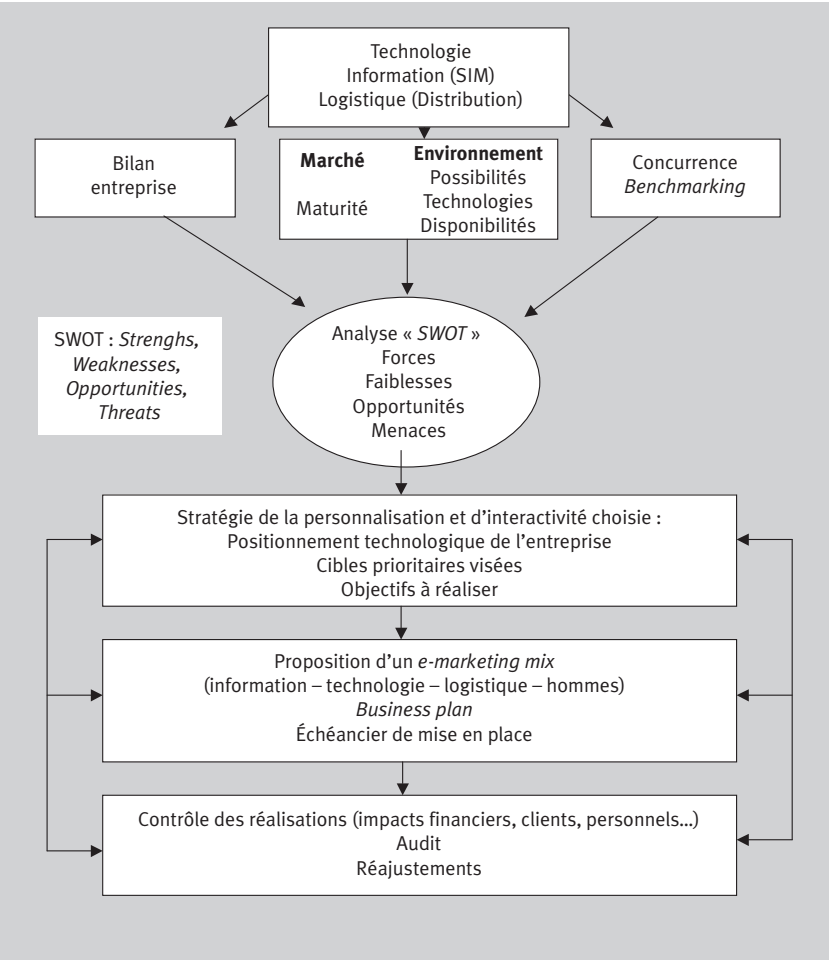 Technologie
Information (SIM)
Logistique (Distribution)
Bilan
entreprise
Marché
Maturité
Environnement
Possibilités
Technologies
Disponibilités
Concurrence
Benchmarking
SWOT : Strenghs,
Weaknesses,
Opportunities,
Threats
Analyse « SWOT »
Forces
Faiblesses
Opportunités
Menaces
Stratégie de la personnalisation et d’interactivité choisie :
Positionnement technologique de l’entreprise
Cibles prioritaires visées
Objectifs à réaliser
Proposition d’un e-marketing mix
(information – technologie – logistique – hommes)
Business plan
Échéancier de mise en place
Contrôle des réalisations (impacts financiers, clients, personnels...)
Audit
Réajustements